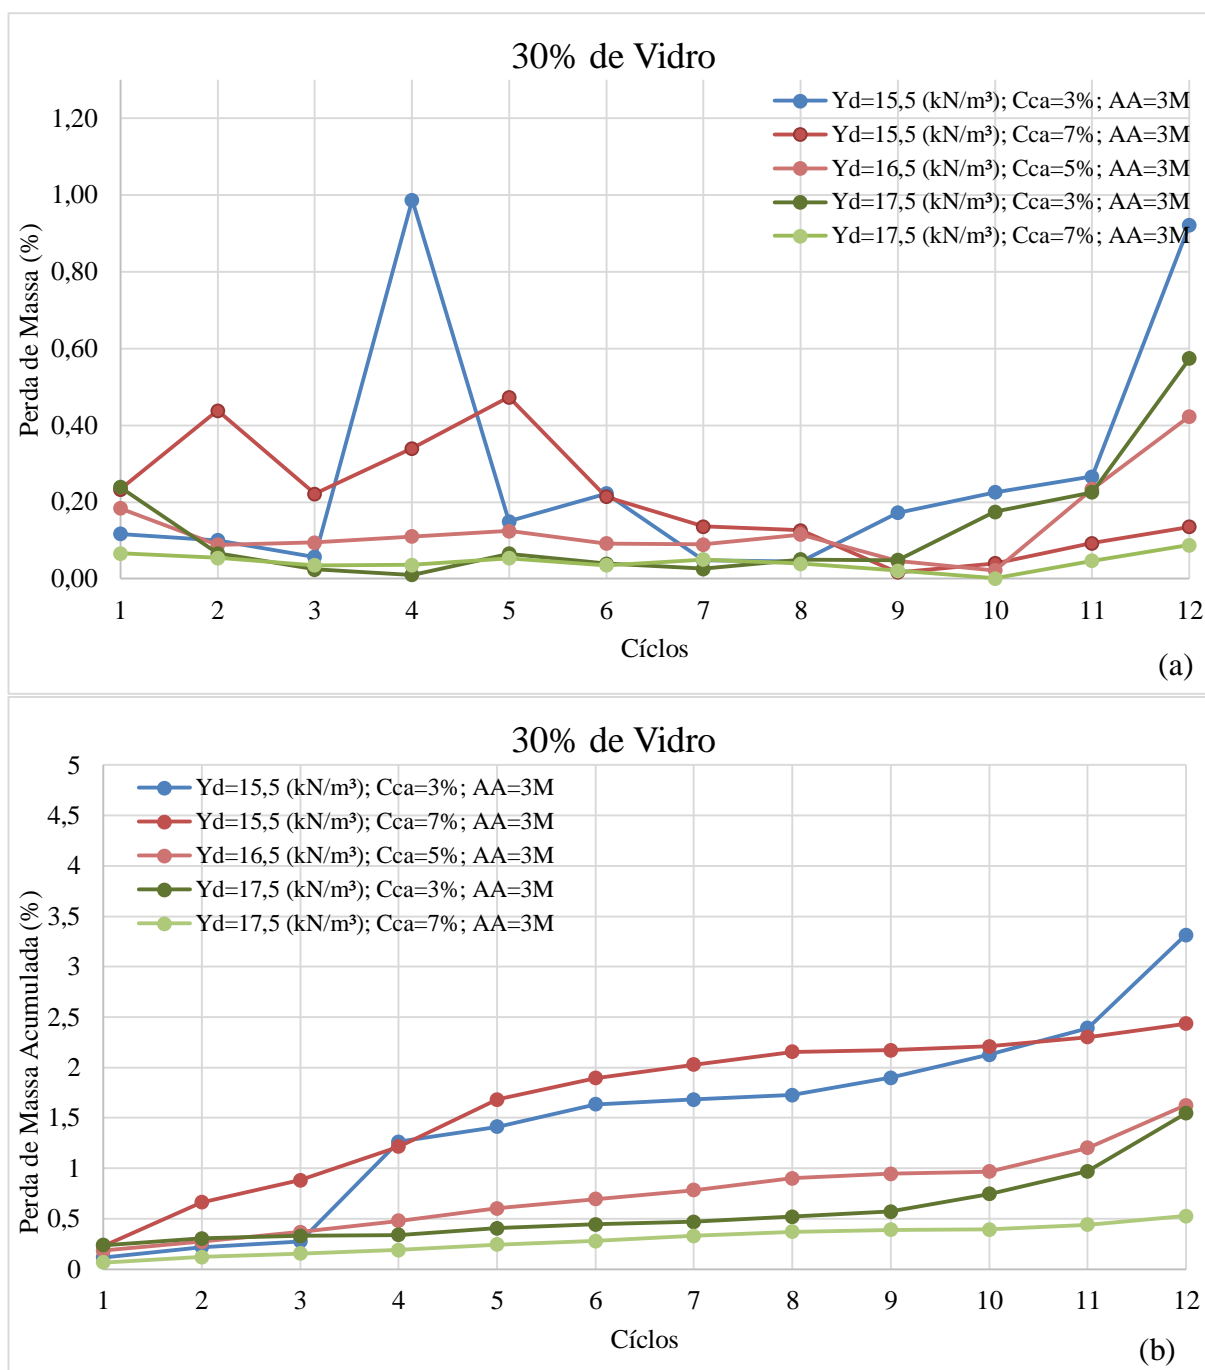 30% de Vidro
Yd=15,5 (kN/m³); Cca=3%; AA=3M
Yd=15,5 (kN/m³); Cca=7%; AA=3M
Yd=16,5 (kN/m³); Cca=5%; AA=3M
Yd=17,5 (kN/m³); Cca=3%; AA=3M
Yd=17,5 (kN/m³); Cca=7%; AA=3M
Perda de Massa (%)
1,20
1,00
0,80
0,60
0,40
0,20
0,00
1 2 3 4 5 6 7 8 9 10 11 12
Cíclos
(a)
30% de Vidro
Yd=15,5 (kN/m³); Cca=3%; AA=3M
Yd=15,5 (kN/m³); Cca=7%; AA=3M
Yd=16,5 (kN/m³); Cca=5%; AA=3M
Yd=17,5 (kN/m³); Cca=3%; AA=3M
Yd=17,5 (kN/m³); Cca=7%; AA=3M
Perda de Massa Acumulada (%)
5
4,5
4
3,5
3
2,5
2
1,5
1
0,5
0
1 2 3 4 5 6 7 8 9 10 11 12
Cíclos
(b)